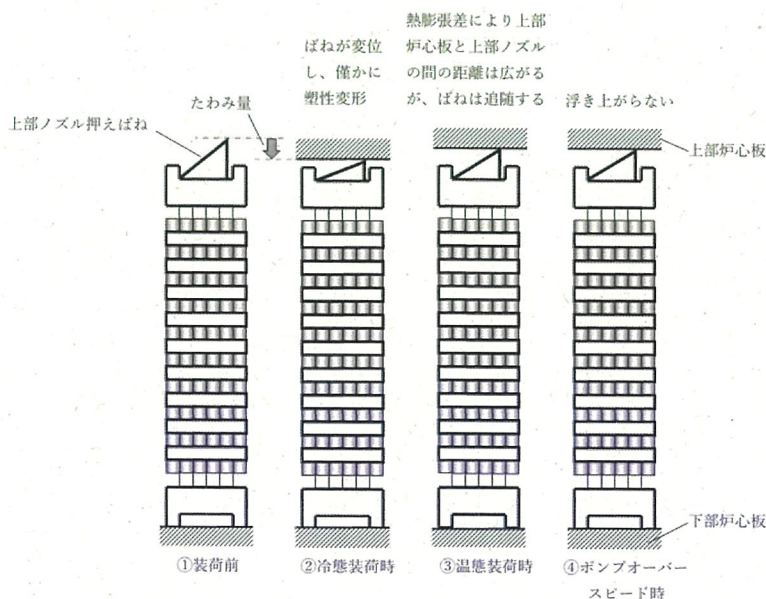 熱膨張差により上部
炉心板と上部ノズル
の間の距離は広がる
が、ばねは追随する
ばねが変位
し、僅かに
塑性変形
浮き上がらない
たわみ量
上部ノズル押えばね
上部炉心板
下部炉心板
①装荷前
②冷態装荷時
③温態装荷時
④ポンプオーバー
スピード時